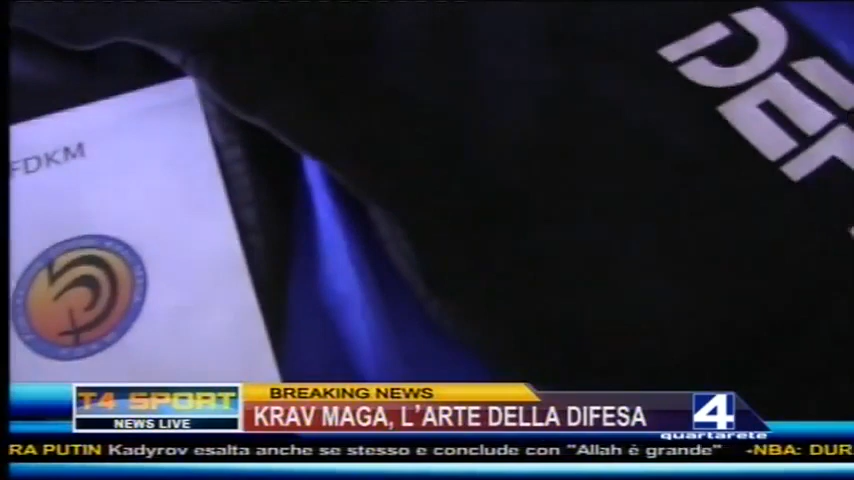 DEF
FDKM
BREAKING NEWS
T4 SPORT
NEWS LIVE
KRAV MAGA, L'ARTE DELLA DIFESA
4
quartarete
RA PUTIN Kadyrov esalta anche se stesso e conclude con "Allah è grande" -NBA: DUR